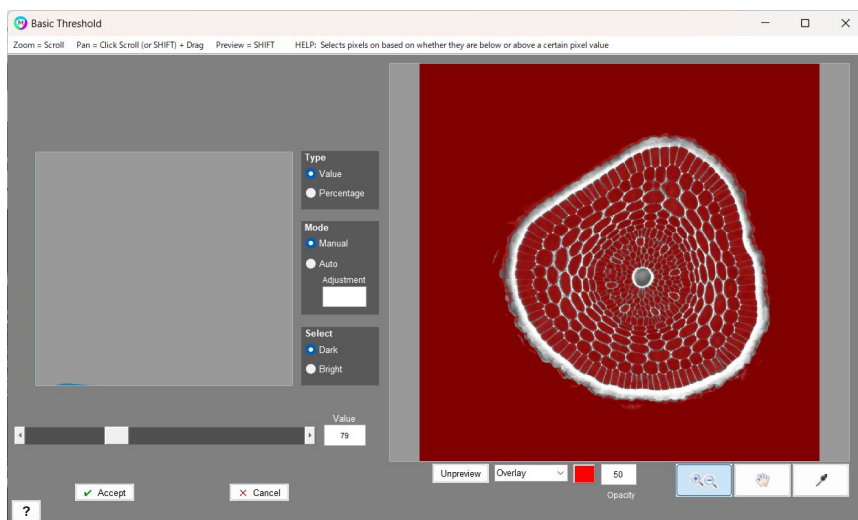 Basic Threshold
Zoom = Scroll Pan = Click Scroll (or SHIFT) + Drag Preview = SHIFT HELP: Selects pixels on based on whether they are below or above a certain pixel value
Type
Value
Percentage
Mode
Manual
Auto
Adjustment
Select
Dark
Bright
Value
79
Accept
Cancel
?
Unpreview
Overlay
50
Opacity